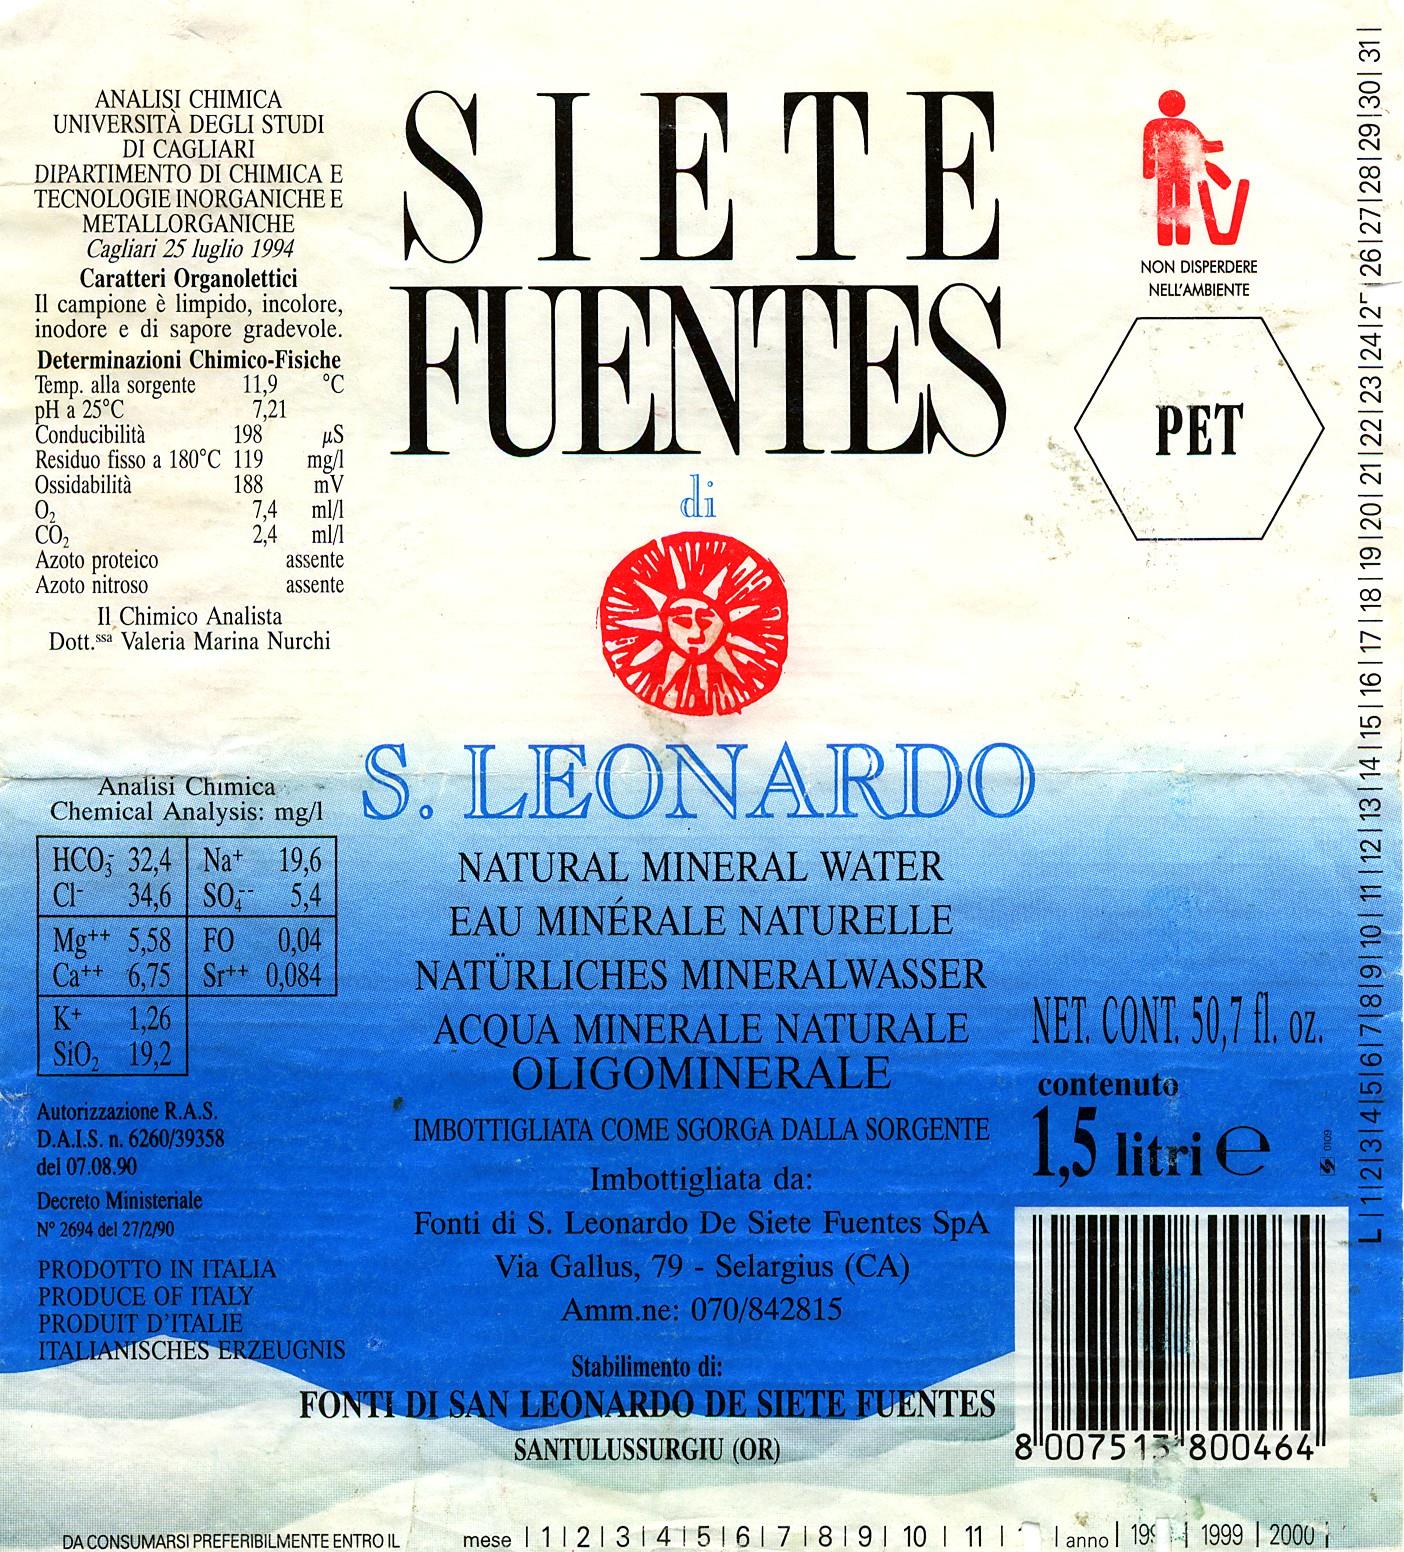 ANALISI CHIMICA
UNIVERSITÀ DEGLI STUDI
DI CAGLIARI
DIPARTIMENTO DI CHIMICA E
TECNOLOGIE INORGANICHE E
METALLORGANICHE
Cagliari 25 luglio 1994
Caratteri Organolettici
Il campione è limpido, incolore,
inodore e di sapore gradevole.
Determinazioni Chimico-Fisiche
Temp. alla sorgente 11,9 °C
pH a 25°C 7,21
Conducibilità 198 µS
Residuo fisso a 180°C 119 mg/l
Ossidabilità 188 mV
O₂ 7,4 ml/l
CO₂ 2,4 ml/l
Azoto proteico assente
Azoto nitroso assente
Il Chimico Analista
Dott.ssa Valeria Marina Nurchi
SIETE
FUENTES
di
S. LEONARDO
NON DISPERDERE
NELL'AMBIENTE
PET
Analisi Chimica
Chemical Analysis: mg/l
HCO₃⁻ 32,4 Na⁺ 19,6
Cl⁻ 34,6 SO₄⁻⁻ 5,4
Mg⁺⁺ 5,58 FO 0,04
Ca⁺⁺ 6,75 Sr⁺⁺ 0,084
K⁺ 1,26
SiO₂ 19,2
Autorizzazione R.A.S.
D.A.I.S. n. 6260/39358
del 07.08.90
Decreto Ministeriale
N° 2694 del 27/2/90
PRODOTTO IN ITALIA
PRODUCE OF ITALY
PRODUIT D'ITALIE
ITALIANISCHES ERZEUGNIS
NATURAL MINERAL WATER
EAU MINÉRALE NATURELLE
NATÜRLICHES MINERALWASSER
ACQUA MINERALE NATURALE
OLIGOMINERALE
IMBOTTIGLIATA COME SGORGA DALLA SORGENTE
Imbottigliata da:
Fonti di S. Leonardo De Siete Fuentes SpA
Via Gallus, 79 - Selargius (CA)
Amm.ne: 070/842815
Stabilimento di:
FONTI DI SAN LEONARDO DE SIETE FUENTES
SANTULUSSURGIU (OR)
NET. CONT. 50,7 fl. oz.
contenuto
1,5 litri e
0109
8 007513 800464
L|1|2|3|4|5|6|7|8|9|10|11|12|13|14|15|16|17|18|19|20|21|22|23|24| 26|27|28|29|30|31|
DA CONSUMARSI PREFERIBILMENTE ENTRO IL mese |1|2|3|4|5|6|7|8|9|10|11| | anno | | 1999 | 2000 |